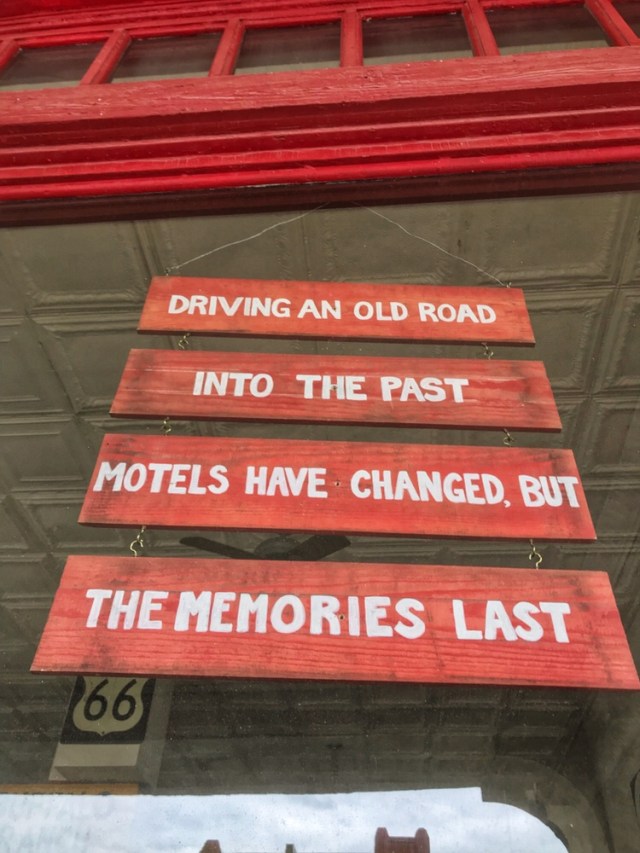 DRIVING AN OLD ROAD
INTO THE PAST
MOTELS HAVE CHANGED, BUT
THE MEMORIES LAST
66